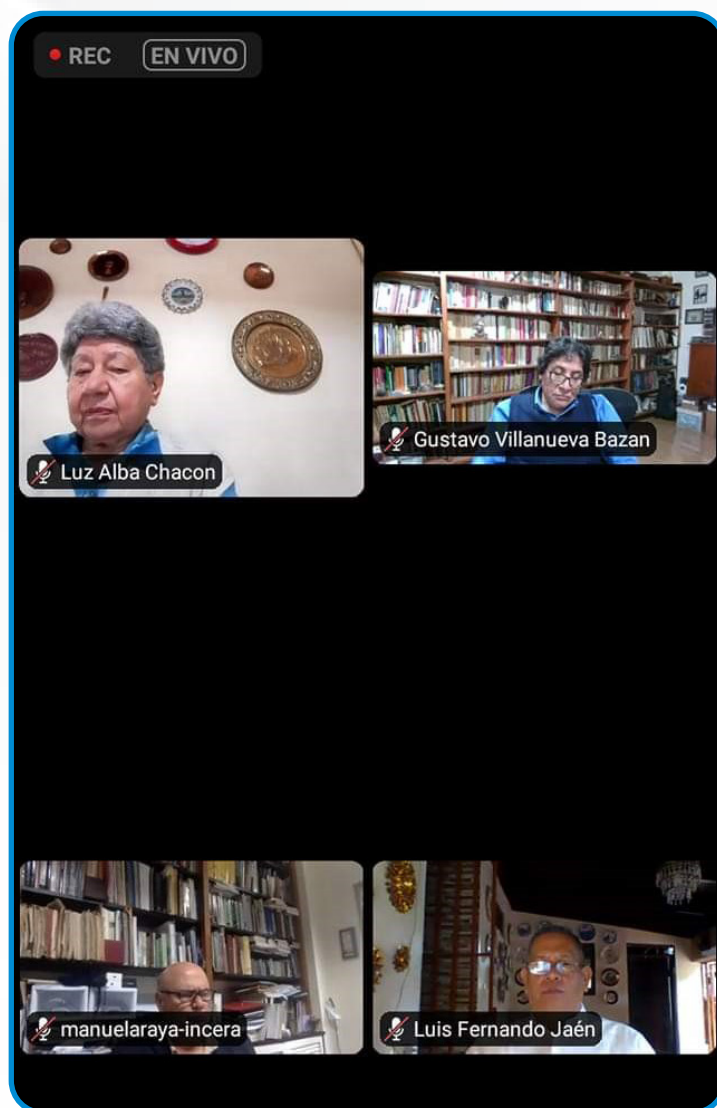 REC
EN VIVO
Luz Alba Chacon
Gustavo Villanueva Bazan
manuelaraya-incera
Luis Fernando Jaén